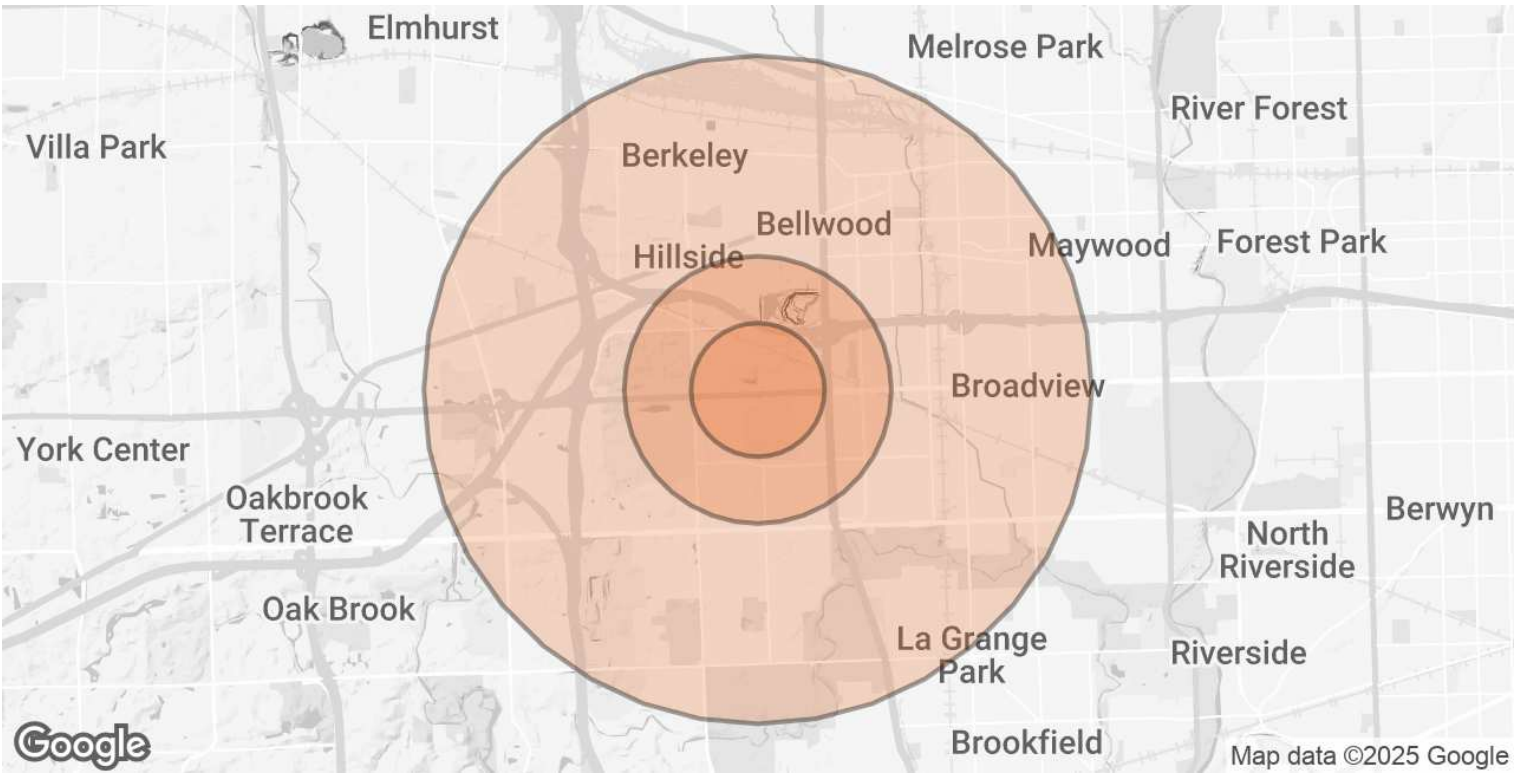 Elmhurst
Melrose Park
River Forest
Villa Park
Berkeley
Bellwood
Hillside
Maywood
Forest Park
Broadview
York Center
Oakbrook
Terrace
Berwyn
North
Riverside
Oak Brook
La Grange
Park
Riverside
Brookfield
Google
Map data ©2025 Google